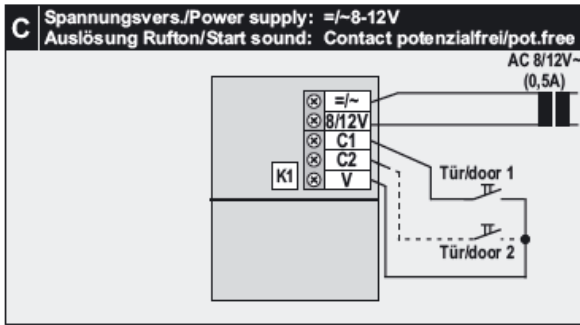 C
Spannungsvers./Power supply: =/~8-12V
Auslösung Rufton/Start sound: Contact potenzialfrei/pot.free
AC 8/12V~
(0,5A)
=/~
8/12V
C1
C2
K1
V
Tür/door 1
Tür/door 2